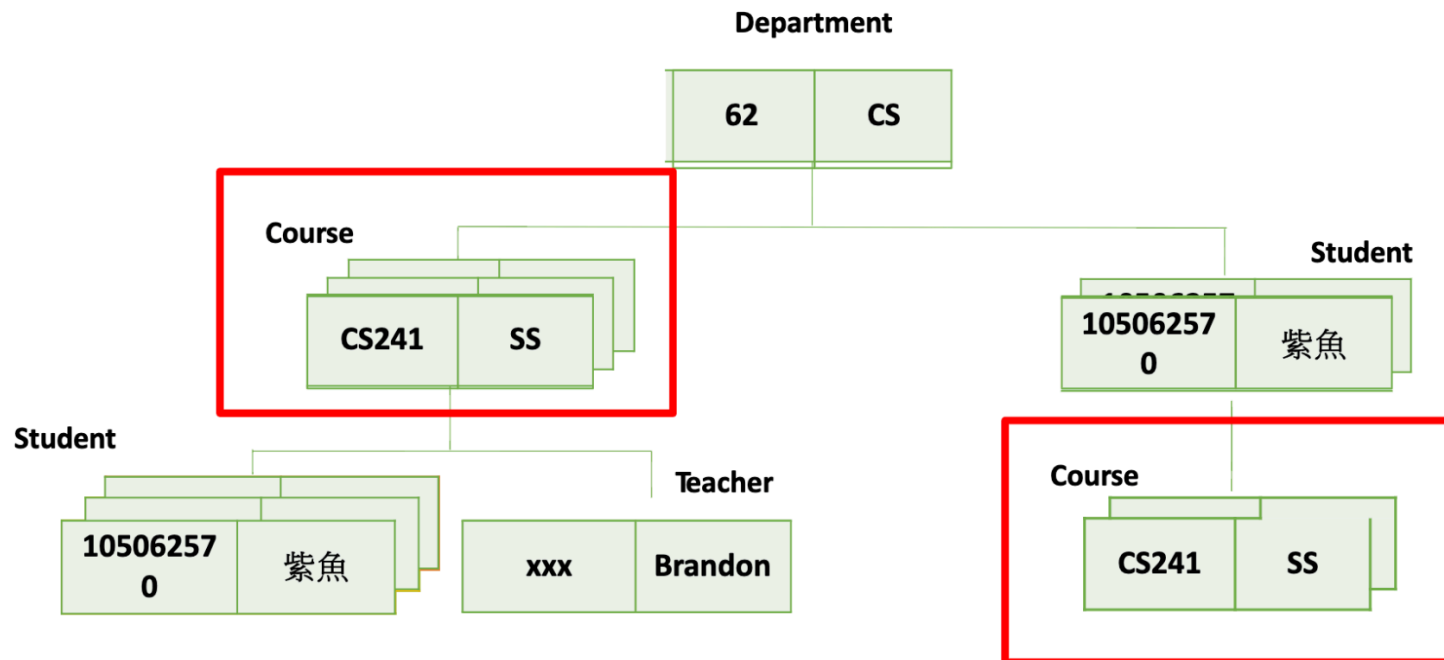 Department
62 CS
Course
Student
CS241 SS
10506257
0
紫魚
Student
Teacher
Course
10506257
0
紫魚
xxx Brandon
CS241 SS